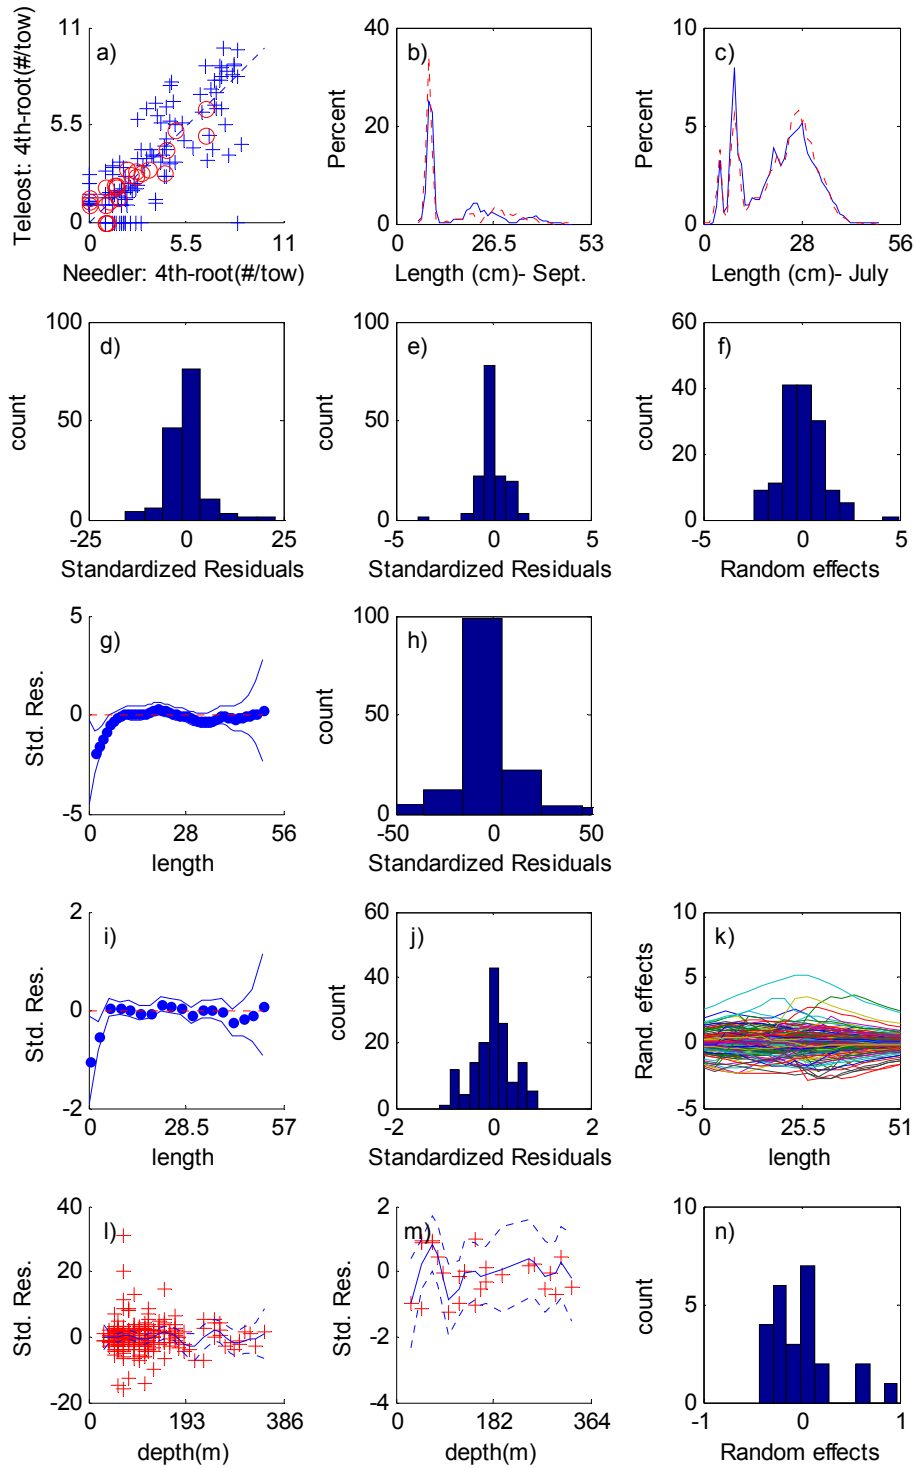 11
a)
5.5
0
0
5.5
11
Teleost: 4th-root(#/tow)
Needler: 4th-root(#/tow)
40
b)
20
0
0
26.5
53
Percent
Length (cm)- Sept.
10
c)
5
0
0
28
56
Percent
Length (cm)- July
100
d)
50
0
-25
0
25
count
Standardized Residuals
100
e)
50
0
-5
0
5
count
Standardized Residuals
60
f)
40
20
0
-5
0
5
count
Random effects
5
g)
0
-5
0
28
56
Std. Res.
length
100
h)
50
0
-50
0
50
count
Standardized Residuals
2
i)
0
-2
0
28.5
57
Std. Res.
length
60
j)
40
20
0
-2
0
2
count
Standardized Residuals
10
k)
5
0
-5
0
25.5
51
Rand. effects
length
40
l)
20
0
-20
0
193
386
Std. Res.
depth(m)
2
m)
0
-2
-4
0
182
364
Std. Res.
depth(m)
10
n)
5
0
-1
0
1
count
Random effects